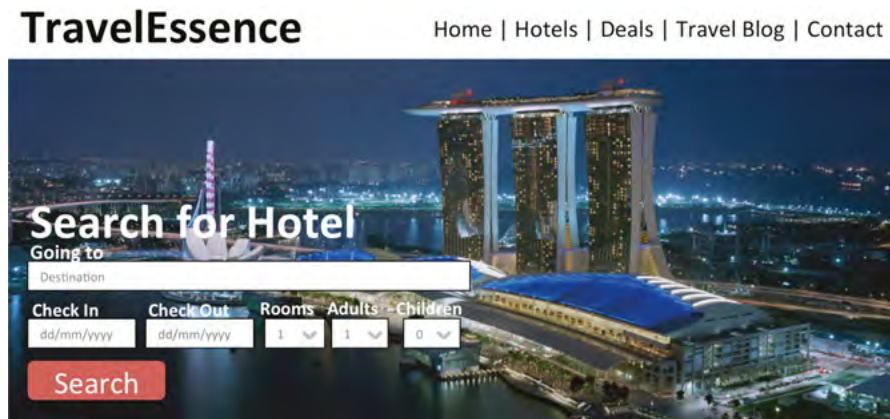 TravelEssence
Home | Hotels | Deals | Travel Blog | Contact
Search for Hotel
Going to
Destination
Check In Check Out Rooms Adults Children
dd/mm/yyyy dd/mm/yyyy 1 1 0
Search